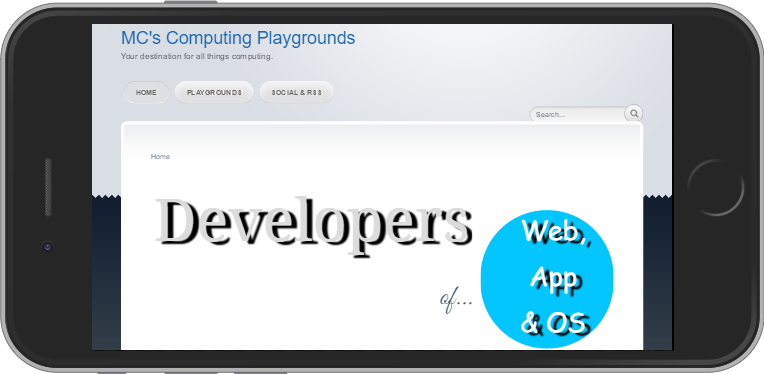 MC's Computing Playgrounds
Your destination for all things computing.
HOME PLAYGROUNDS SOCIAL & RSS
Search...
Home
Developers
of...
Web,
App
& OS